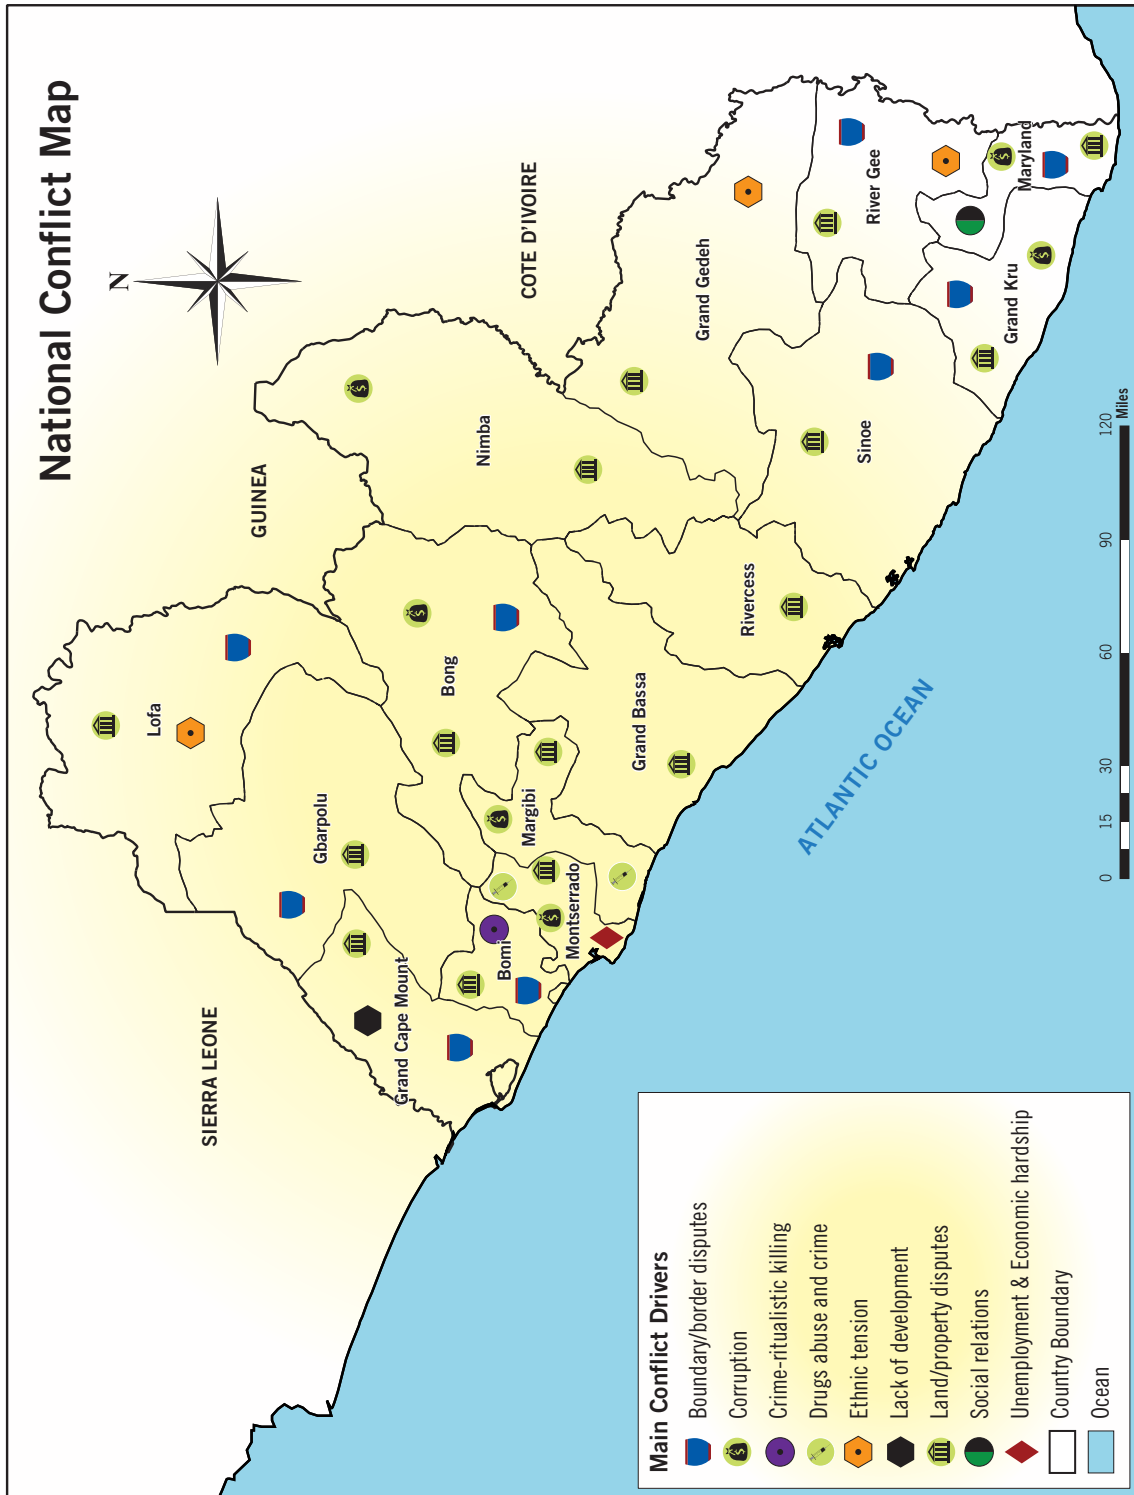 National Conflict Map
N
SIERRA LEONE
GUINEA
COTE D'IVOIRE
Lofa
Gbarpolu
Grand Cape Mount
Bomi
Bong
Nimba
Margibi
Montserrado
Grand Bassa
Rivercess
Grand Gedeh
Sinoe
River Gee
Grand Kru
Maryland
ATLANTIC OCEAN
0 15 30 60 90 120
Miles
Main Conflict Drivers
Boundary/border disputes
Corruption
Crime-ritualistic killing
Drugs abuse and crime
Ethnic tension
Lack of development
Land/property disputes
Social relations
Unemployment & Economic hardship
Country Boundary
Ocean